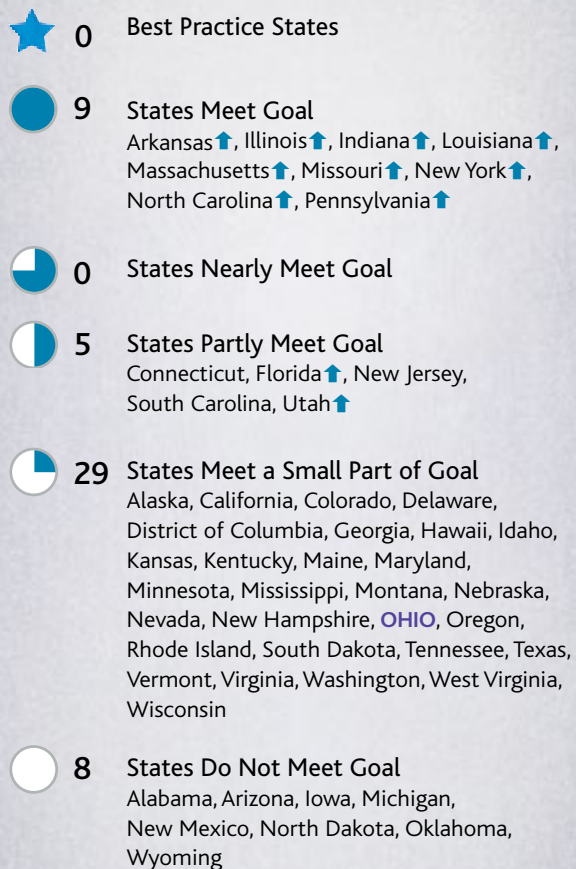 0 Best Practice States
9 States Meet Goal
Arkansas⬆, Illinois⬆, Indiana⬆, Louisiana⬆,
Massachusetts⬆, Missouri⬆, New York⬆,
North Carolina⬆, Pennsylvania⬆
0 States Nearly Meet Goal
5 States Partly Meet Goal
Connecticut, Florida⬆, New Jersey,
South Carolina, Utah⬆
29 States Meet a Small Part of Goal
Alaska, California, Colorado, Delaware,
District of Columbia, Georgia, Hawaii, Idaho,
Kansas, Kentucky, Maine, Maryland,
Minnesota, Mississippi, Montana, Nebraska,
Nevada, New Hampshire, OHIO, Oregon,
Rhode Island, South Dakota, Tennessee, Texas,
Vermont, Virginia, Washington, West Virginia,
Wisconsin
8 States Do Not Meet Goal
Alabama, Arizona, Iowa, Michigan,
New Mexico, North Dakota, Oklahoma,
Wyoming